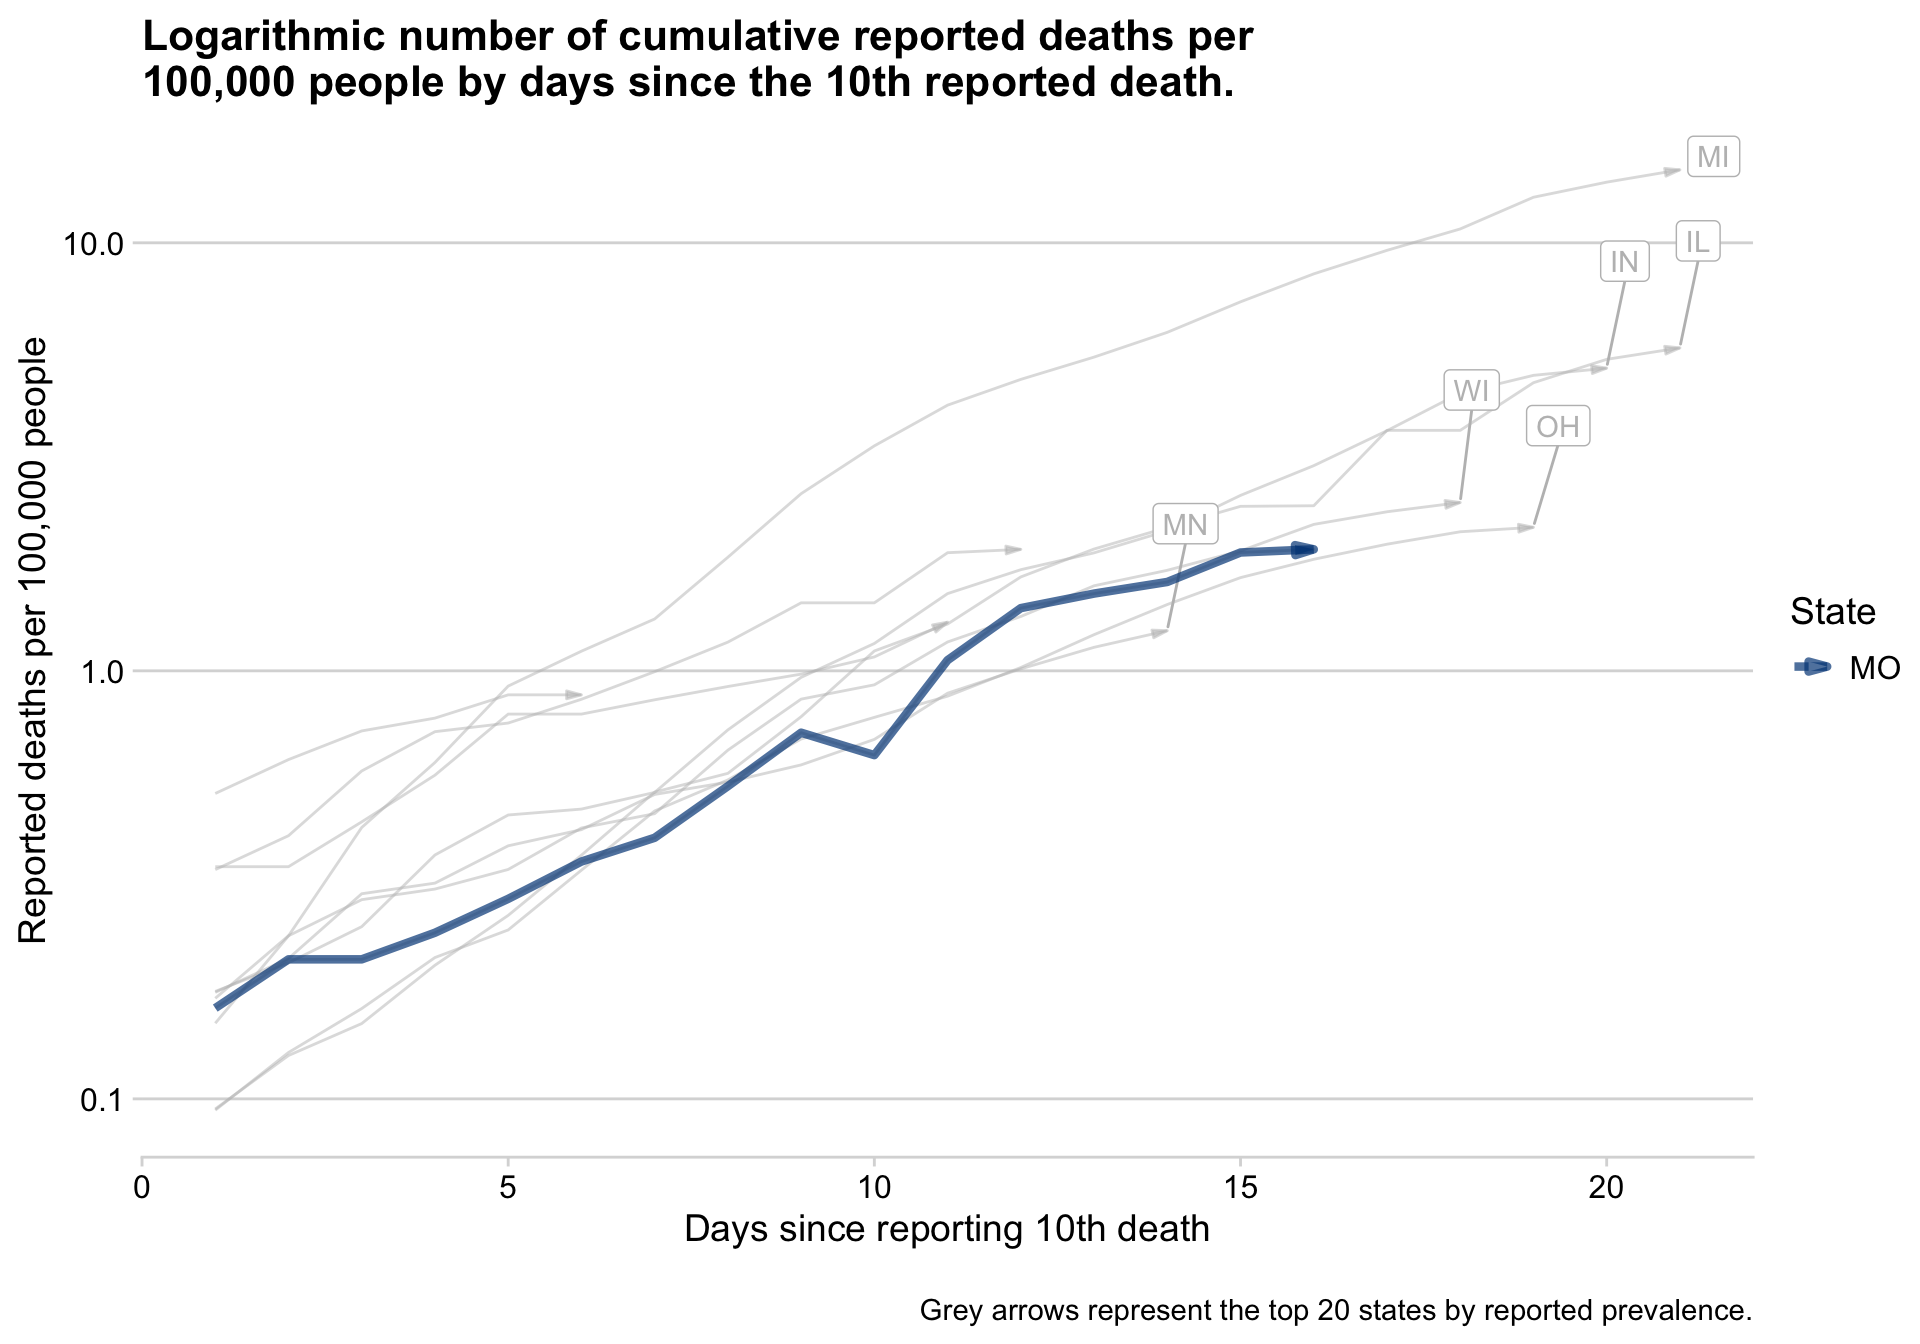 Logarithmic number of cumulative reported deaths per
100,000 people by days since the 10th reported death.
MI
IL
IN
WI
OH
MN
10.0
1.0
0.1
Reported deaths per 100,000 people
State
MO
0
5
10
15
20
Days since reporting 10th death
Grey arrows represent the top 20 states by reported prevalence.